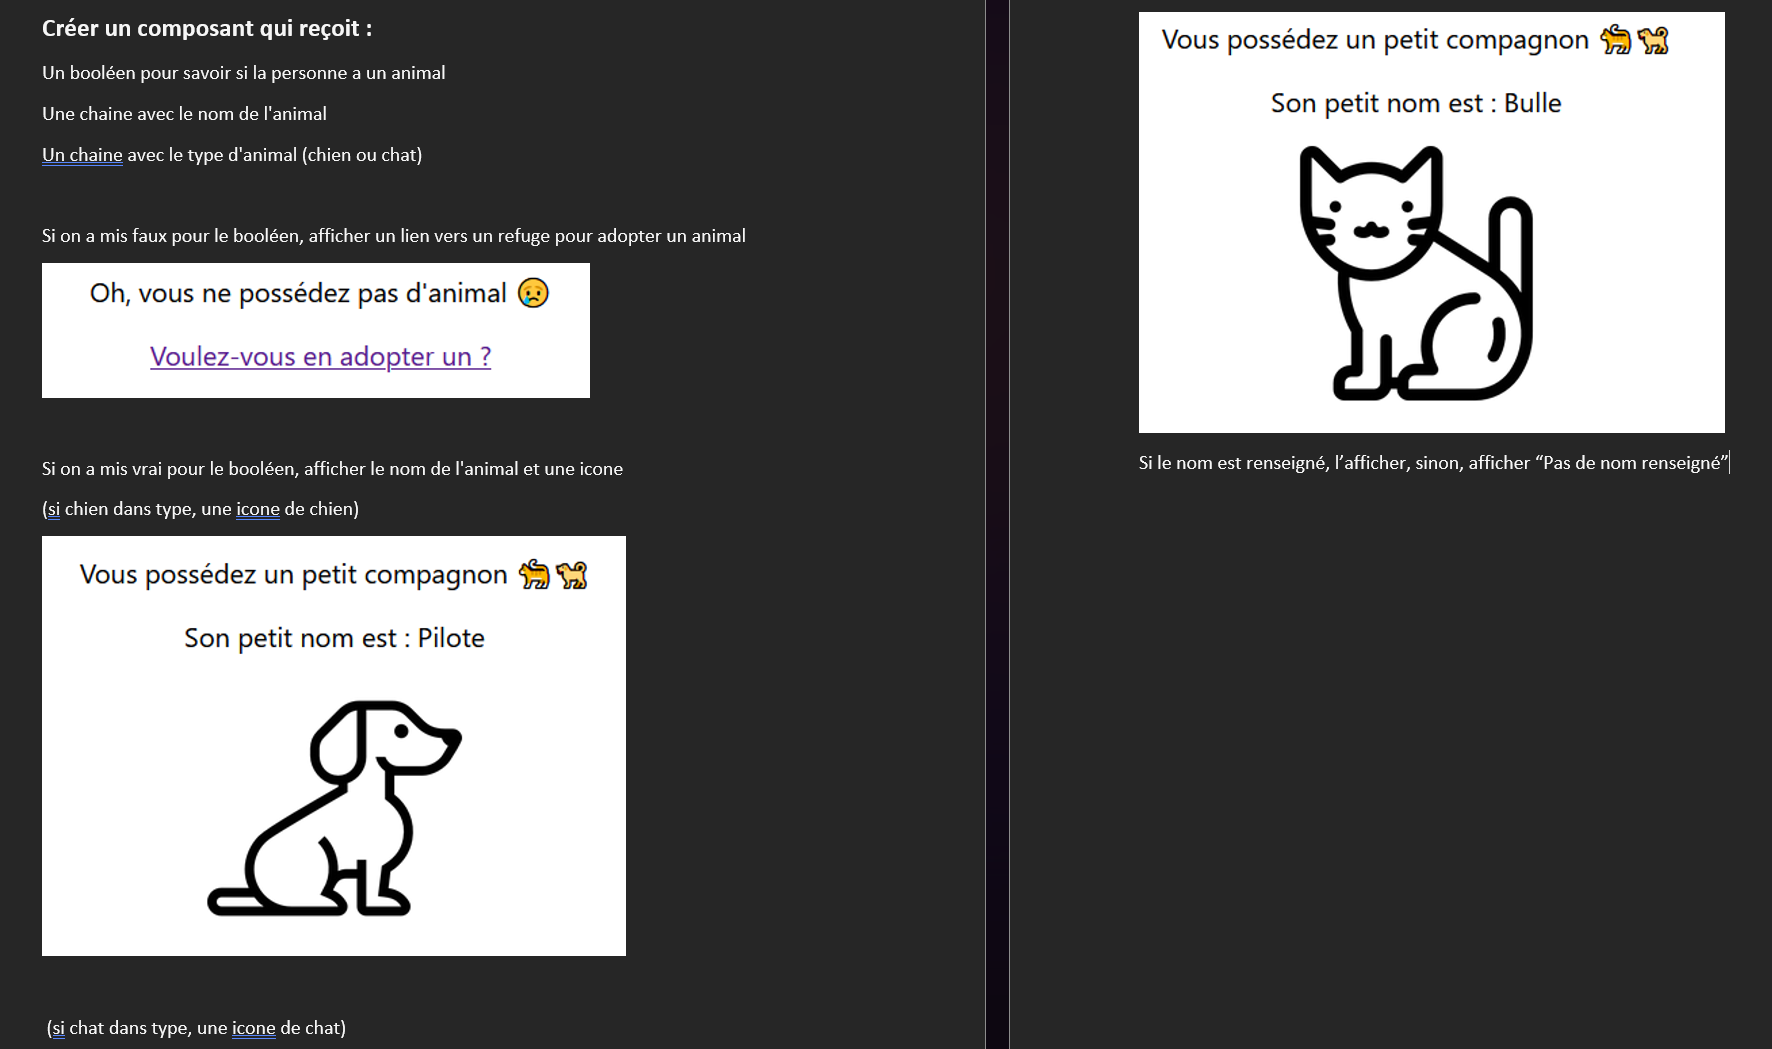 Créer un composant qui reçoit :
Un booléen pour savoir si la personne a un animal
Une chaine avec le nom de l'animal
Un chaine avec le type d'animal (chien ou chat)
Si on a mis faux pour le booléen, afficher un lien vers un refuge pour adopter un animal
Oh, vous ne possédez pas d'animal 😢
Voulez-vous en adopter un ?
Si on a mis vrai pour le booléen, afficher le nom de l'animal et une icone
(si chien dans type, une icone de chien)
Vous possédez un petit compagnon 🐈🐕
Son petit nom est : Pilote
(si chat dans type, une icone de chat)
Vous possédez un petit compagnon 🐈🐕
Son petit nom est : Bulle
Si le nom est renseigné, l’afficher, sinon, afficher “Pas de nom renseigné”